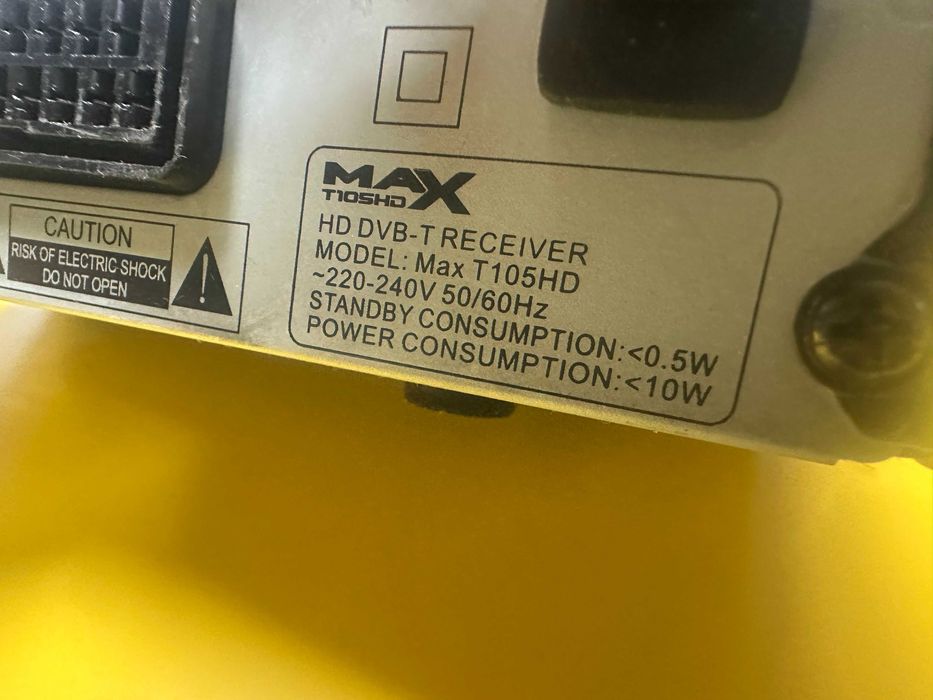 MAX
T105HD
HD DVB-T RECEIVER
MODEL: Max T105HD
~220-240V 50/60Hz
STANDBY CONSUMPTION:<0.5W
POWER CONSUMPTION:<10W
CAUTION
RISK OF ELECTRIC SHOCK
DO NOT OPEN